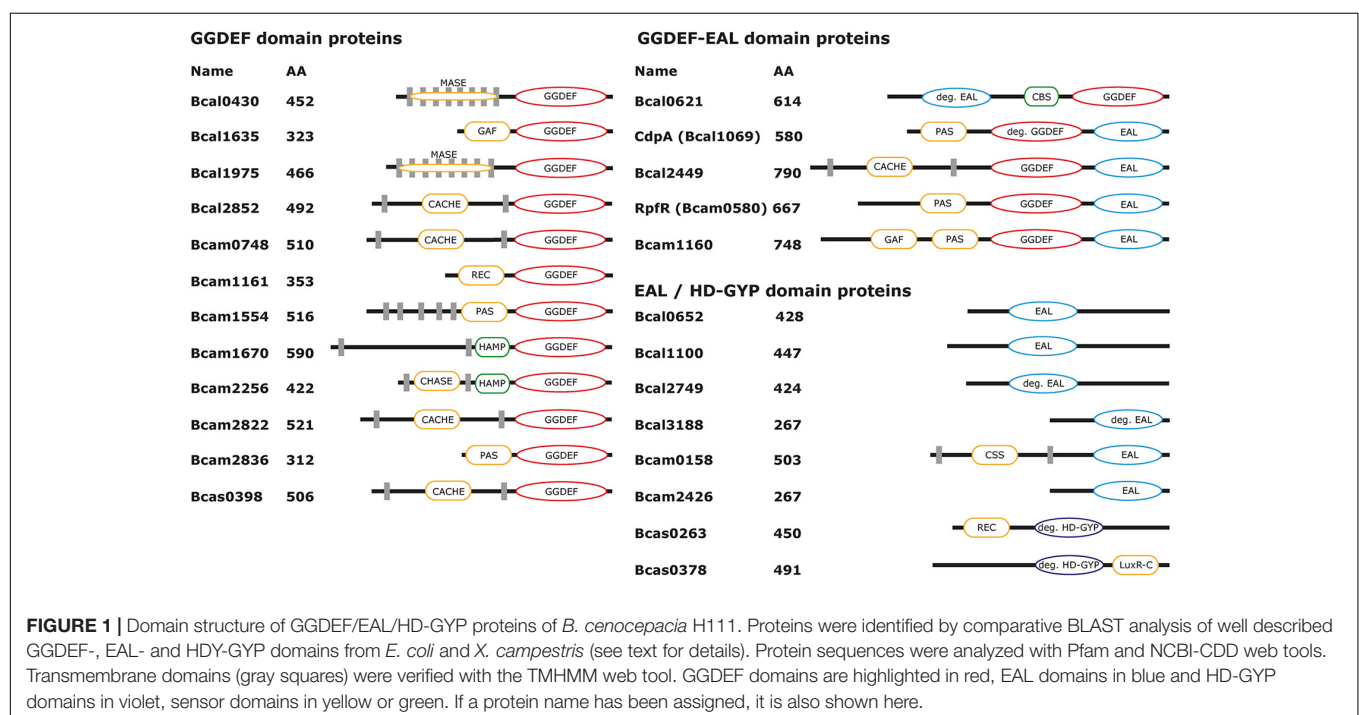 GGDEF domain proteins
Name AA
Bcal0430 452 MASE GGDEF
Bcal1635 323 GAF GGDEF
Bcal1975 466 MASE GGDEF
Bcal2852 492 CACHE GGDEF
Bcam0748 510 CACHE GGDEF
Bcam1161 353 REC GGDEF
Bcam1554 516 PAS GGDEF
Bcam1670 590 HAMP GGDEF
Bcam2256 422 CHASE HAMP GGDEF
Bcam2822 521 CACHE GGDEF
Bcam2836 312 PAS GGDEF
Bcas0398 506 CACHE GGDEF
GGDEF-EAL domain proteins
Name AA
Bcal0621 614 deg. EAL CBS GGDEF
CdpA (Bcal1069) 580 PAS deg. GGDEF EAL
Bcal2449 790 CACHE GGDEF EAL
RpfR (Bcam0580) 667 PAS GGDEF EAL
Bcam1160 748 GAF PAS GGDEF EAL
EAL / HD-GYP domain proteins
Bcal0652 428 EAL
Bcal1100 447 EAL
Bcal2749 424 deg. EAL
Bcal3188 267 deg. EAL
Bcam0158 503 CSS EAL
Bcam2426 267 EAL
Bcas0263 450 REC deg. HD-GYP
Bcas0378 491 deg. HD-GYP LuxR-C
FIGURE 1 | Domain structure of GGDEF/EAL/HD-GYP proteins of B. cenocepacia H111. Proteins were identified by comparative BLAST analysis of well described
GGDEF-, EAL- and HDY-GYP domains from E. coli and X. campestris (see text for details). Protein sequences were analyzed with Pfam and NCBI-CDD web tools.
Transmembrane domains (gray squares) were verified with the TMHMM web tool. GGDEF domains are highlighted in red, EAL domains in blue and HD-GYP
domains in violet, sensor domains in yellow or green. If a protein name has been assigned, it is also shown here.